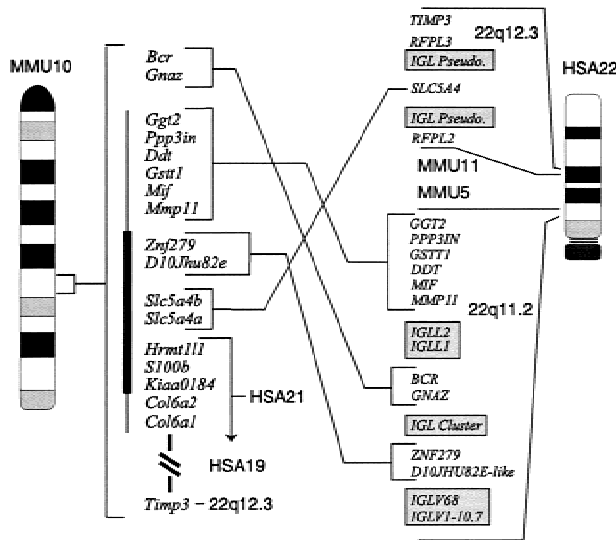 MMU10
Bcr
Gnaz
Ggt2
Ppp3in
Ddt
Gstt1
Mif
Mmp11
Znf279
D10Jhu82e
Slc5a4b
Slc5a4a
Hrmt1l1
S100b
Kiaa0184
Col6a2
Col6a1
HSA21
HSA19
Timp3 – 22q12.3
TIMP3
22q12.3
RFPL3
IGL Pseudo.
SLC5A4
IGL Pseudo.
RFPL2
MMU11
MMU5
GGT2
PPP3IN
GSTT1
DDT
MIF
MMP11
22q11.2
IGLL2
IGLL1
BCR
GNAZ
IGL Cluster
ZNF279
D10JHU82E-like
IGLV68
IGLV1-10.7
HSA22